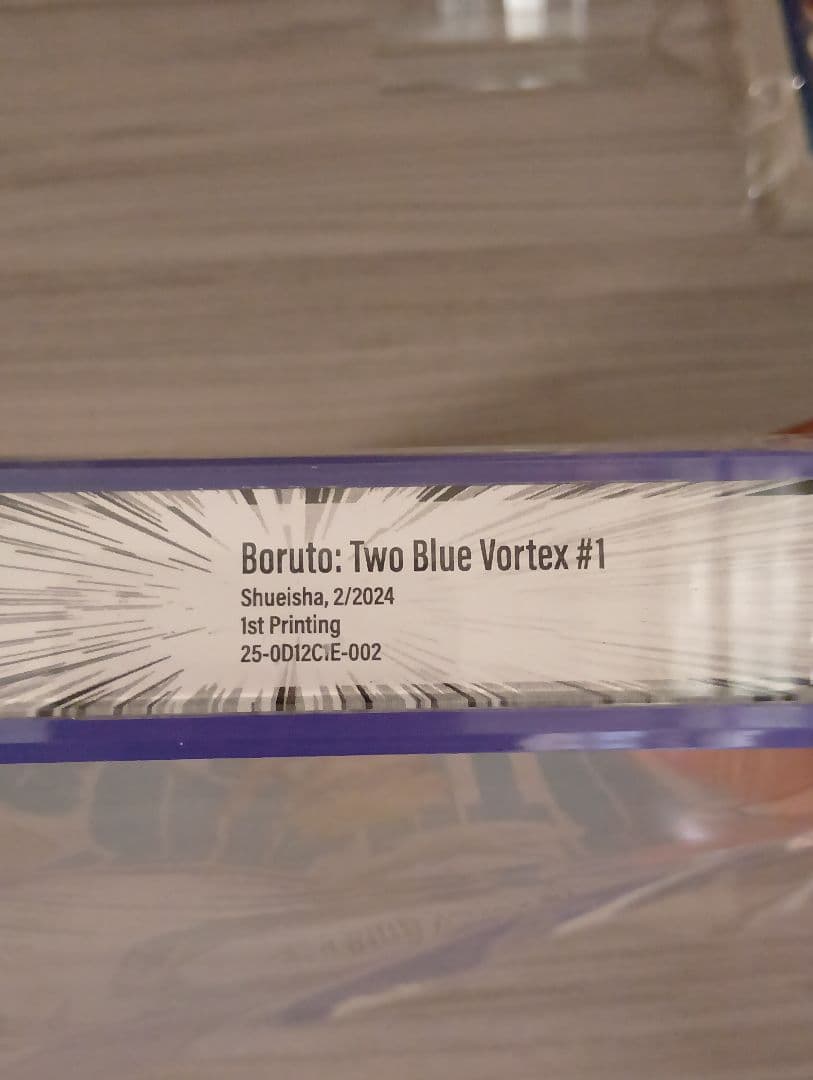 Boruto: Two Blue Vortex #1
Shueisha, 2/2024
1st Printing
25-0D12C1E-002